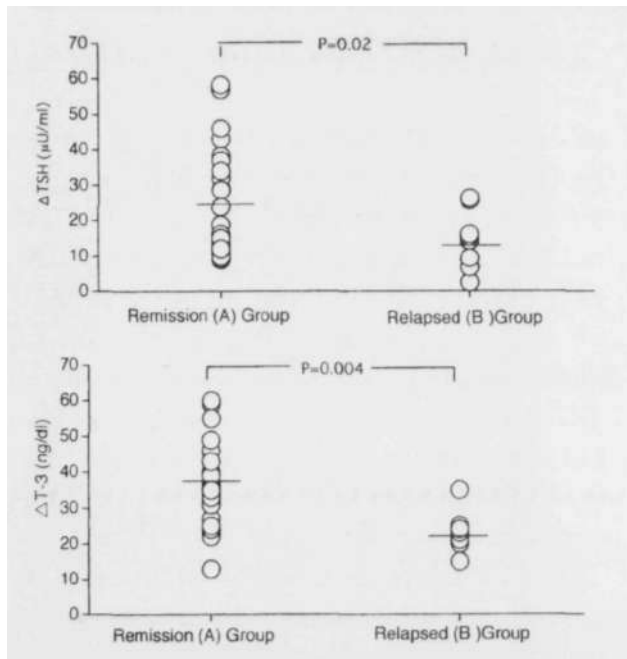 P=0.02
70
60
50
40
30
20
10
0
ΔTSH (μU/ml)
Remission (A) Group
Relapsed (B )Group
P=0.004
70
60
50
40
30
20
10
0
△T-3 (ng/dl)
Remission (A) Group
Relapsed (B )Group